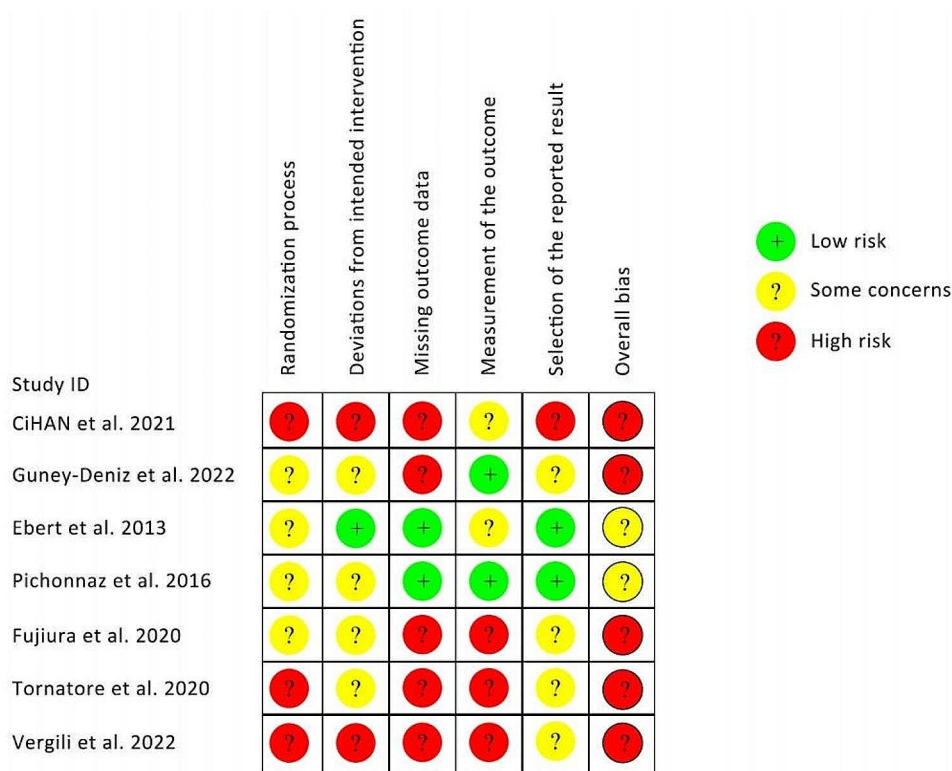 Randomization process
Deviations from intended intervention
Missing outcome data
Measurement of the outcome
Selection of the reported result
Overall bias
+ Low risk
? Some concerns
? High risk
Study ID
CiHAN et al. 2021 ? ? ? ? ? ?
Guney-Deniz et al. 2022 ? ? ? + ? ?
Ebert et al. 2013 ? + + ? + ?
Pichonnaz et al. 2016 ? ? + + + ?
Fujiura et al. 2020 ? ? ? ? ? ?
Tornatore et al. 2020 ? ? ? ? ? ?
Vergili et al. 2022 ? ? ? ? ? ?